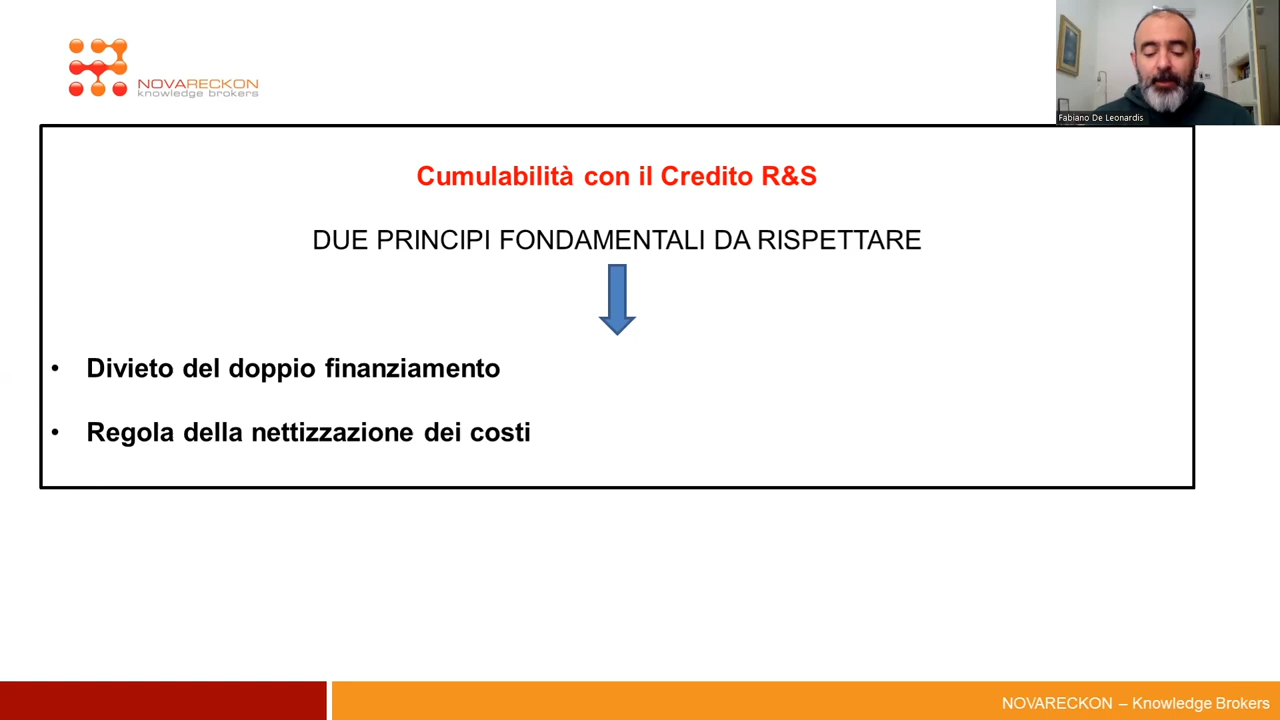 NOVARECKON
knowledge brokers
Fabiano De Leonardis
Cumulabilità con il Credito R&S
DUE PRINCIPI FONDAMENTALI DA RISPETTARE
• Divieto del doppio finanziamento
• Regola della nettizzazione dei costi
NOVARECKON – Knowledge Brokers